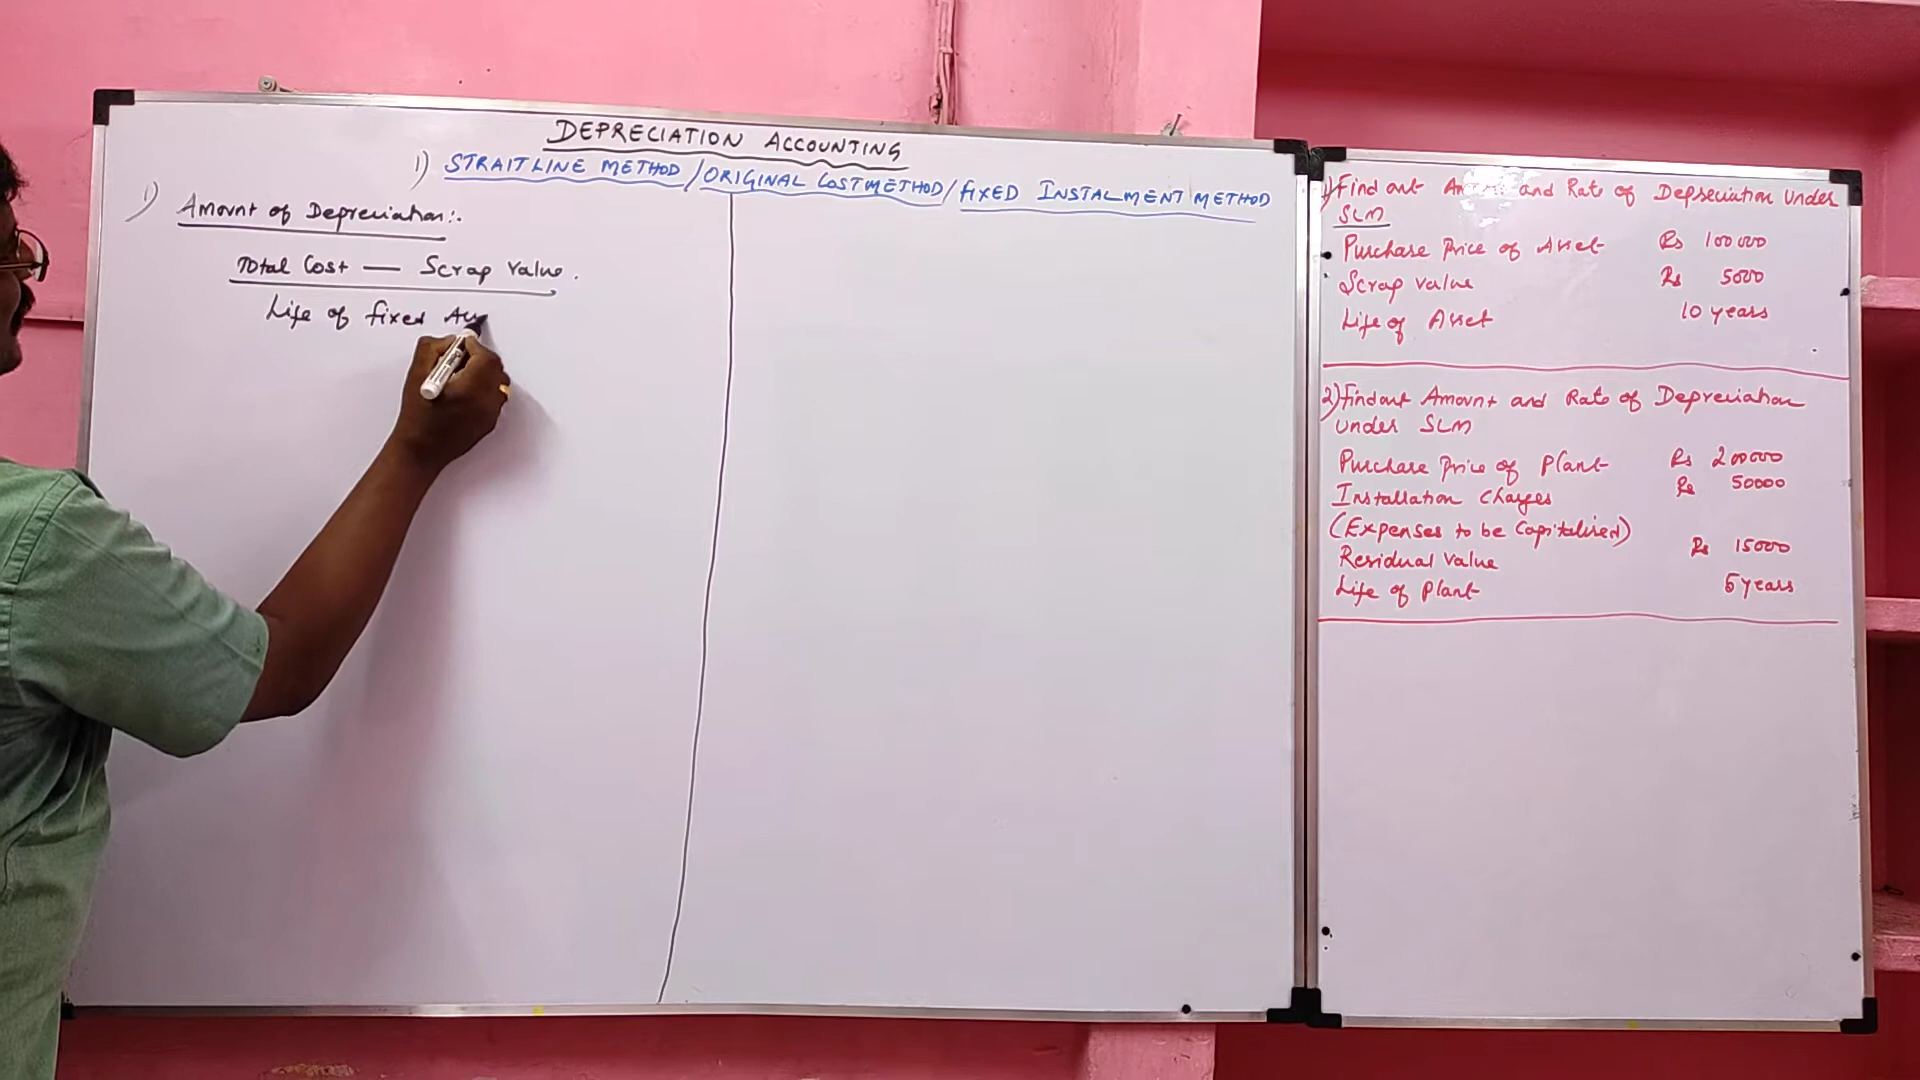 DEPRECIATION ACCOUNTING
1) STRAITLINE METHOD/ORIGINAL COSTMETHOD/FIXED INSTALMENT METHOD
1) Amount of Depreciation:-
Total Cost — Scrap Value.
Life of fixed
1) Find out and Rate of Depreciation Under
SLM
Purchase Price of Asset Rs 100000
Scrap value Rs 5000
Life of Asset 10 years
2) Findout Amount and Rate of Depreciation
Under SLM
Purchase Price of Plant Rs 200000
Installation Charges Rs 50000
(Expenses to be Capitalised)
Residual Value Rs 15000
Life of Plant 5 years